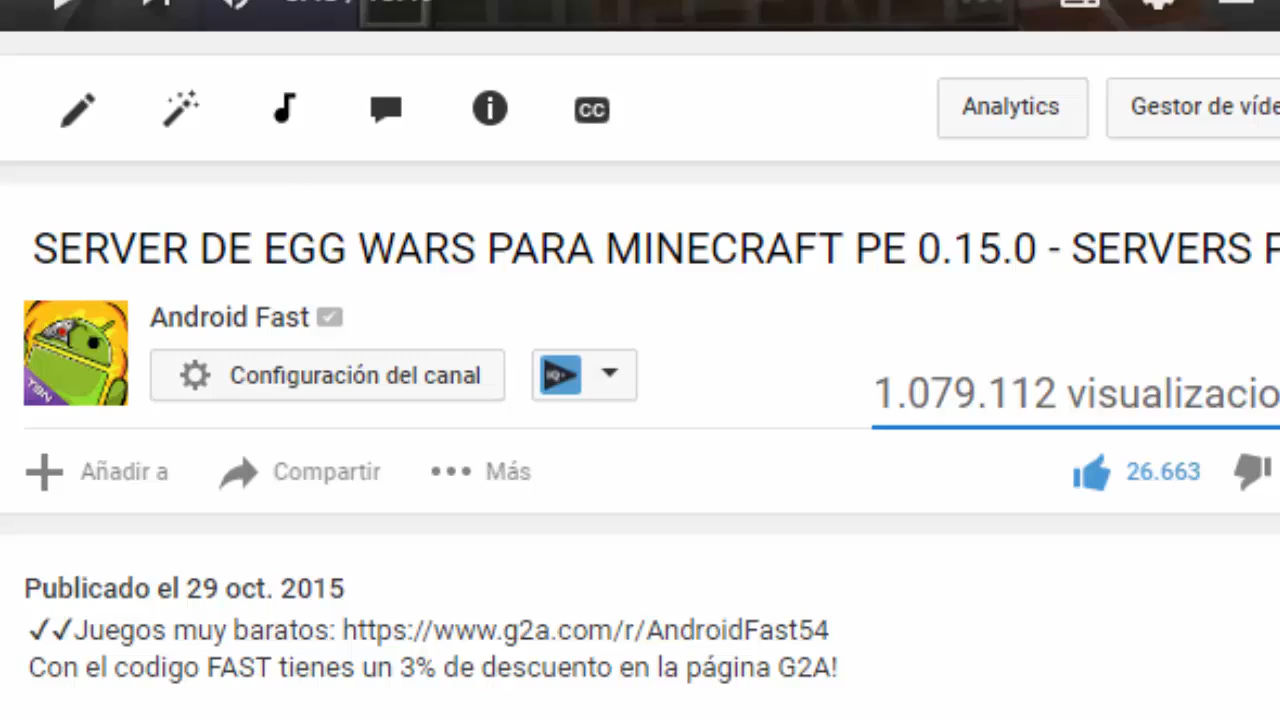 CC
Analytics
Gestor de víde
SERVER DE EGG WARS PARA MINECRAFT PE 0.15.0 - SERVERS P
Android Fast
TGN
Configuración del canal
1.079.112 visualizacio
Añadir a
Compartir
Más
26.663
Publicado el 29 oct. 2015
✓✓Juegos muy baratos: https://www.g2a.com/r/AndroidFast54
Con el codigo FAST tienes un 3% de descuento en la página G2A!